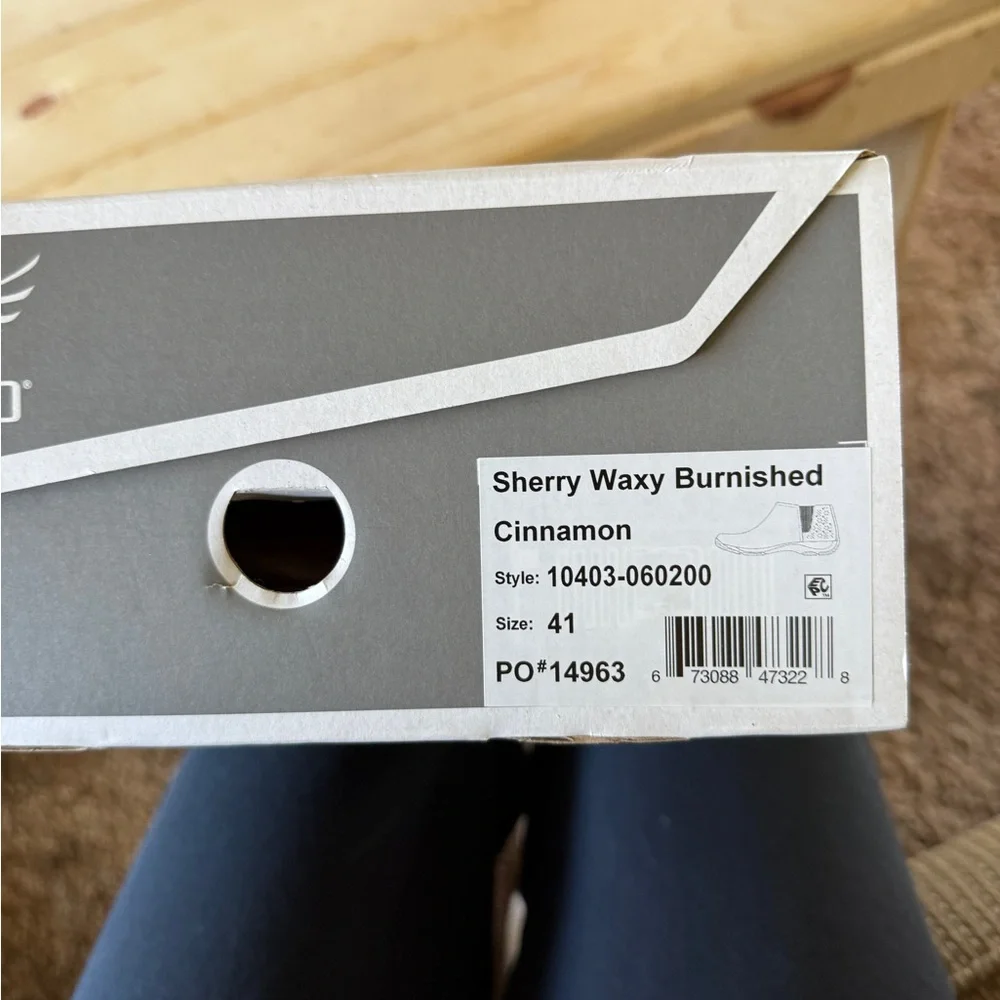 O®
Sherry Waxy Burnished
Cinnamon
Style: 10403-060200
Size: 41
PO#14963
6 73088 47322 8